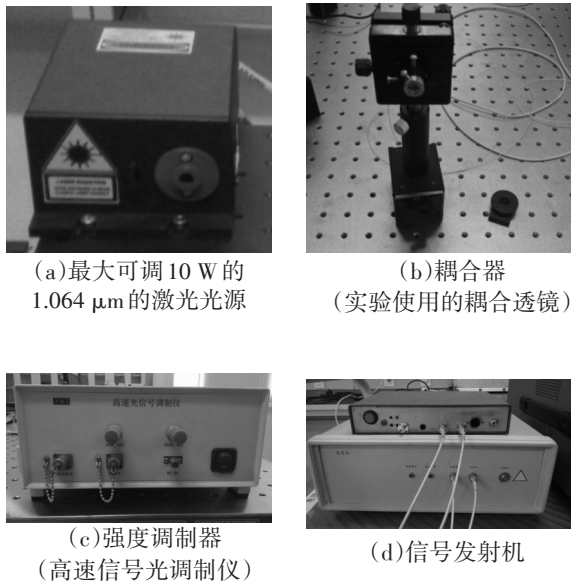 LASER RADIATION
(a)最大可调10 W的
1.064 μm的激光光源
(b)耦合器
(实验使用的耦合透镜)
高速光信号调制仪
(c)强度调制器
(高速信号光调制仪)
(d)信号发射机